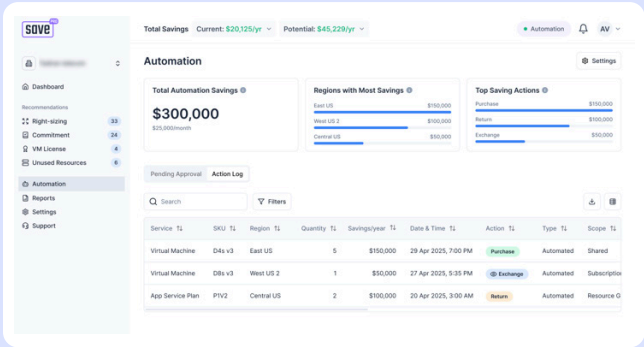 save
Total Savings Current: $20,125/yr Potential: $45,229/yr Automation AV
Dashboard
Recommendations
Right-sizing 33
Commitment 24
VM License 4
Unused Resources 6
Automation
Reports
Settings
Support
Automation
Settings
Total Automation Savings
$300,000
$25,000/month
Regions with Most Savings
East US $150,000
West US 2 $100,000
Central US $50,000
Top Saving Actions
Purchase $150,000
Return $100,000
Exchange $50,000
Pending Approval Action Log
Search Filters
Service SKU Region Quantity Savings/year Date & Time Action Type Scope
Virtual Machine D4s v3 East US 5 $150,000 29 Apr 2025, 7:00 PM Purchase Automated Shared
Virtual Machine D8s v3 West US 2 1 $50,000 27 Apr 2025, 5:35 PM Exchange Automated Subscriptio
App Service Plan P1V2 Central US 2 $100,000 20 Apr 2025, 3:00 AM Return Automated Resource G